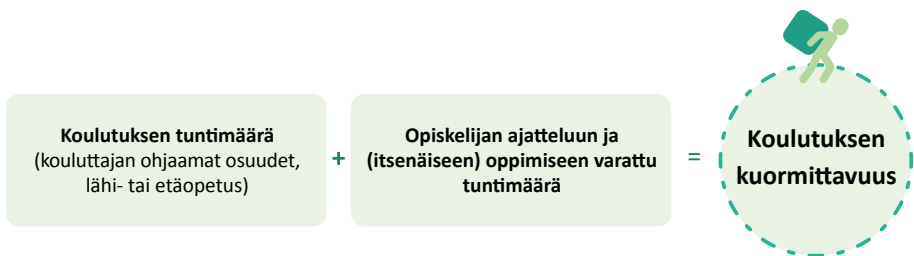 Koulutuksen tuntimäärä
(kouluttajan ohjaamat osuudet,
lähi- tai etäopetus)
+
Opiskelijan ajatteluun ja
(itsenäiseen) oppimiseen varattu
tuntimäärä
=
Koulutuksen
kuormittavuus